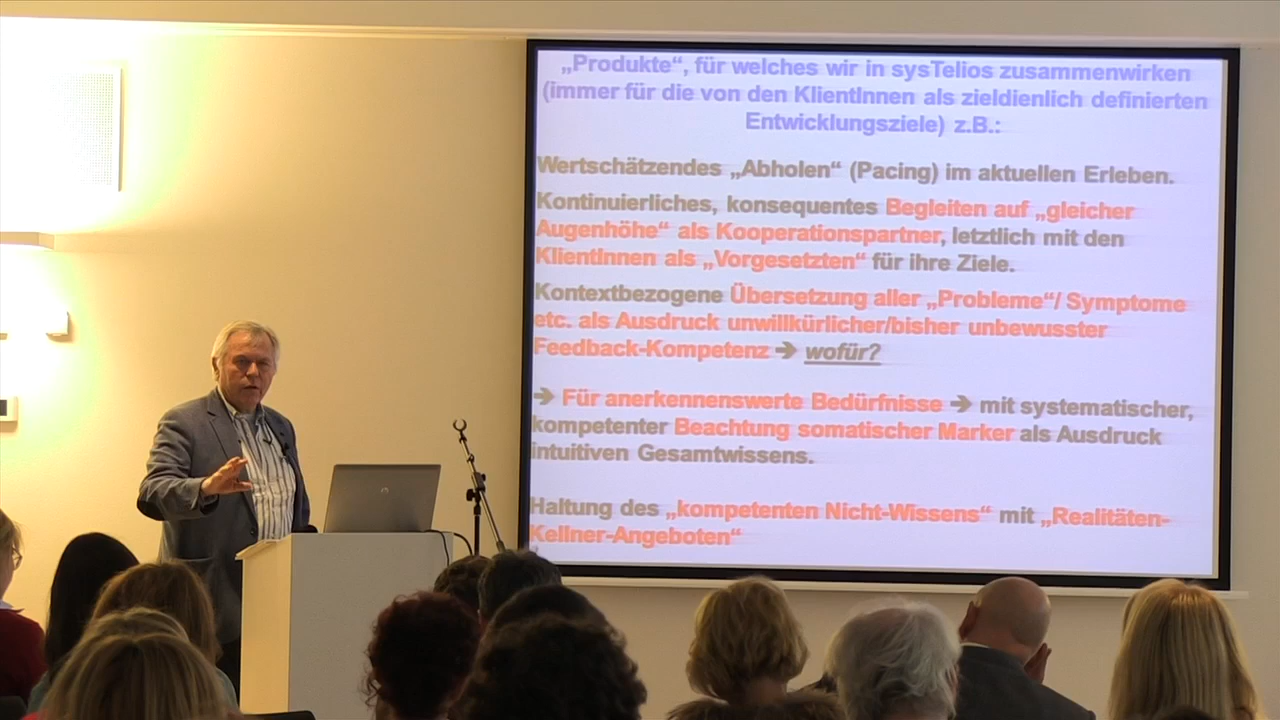 „Produkte“, für welches wir in sysTelios zusammenwirken
(immer für die von den KlientInnen als zieldienlich definierten
Entwicklungsziele) z.B.:
Wertschätzendes „Abholen“ (Pacing) im aktuellen Erleben.
Kontinuierliches, konsequentes Begleiten auf „gleicher
Augenhöhe“ als Kooperationspartner, letztlich mit den
KlientInnen als „Vorgesetzten“ für ihre Ziele.
Kontextbezogene Übersetzung aller „Probleme“/ Symptome
etc. als Ausdruck unwillkürlicher/bisher unbewusster
Feedback-Kompetenz ➔ wofür?
➔ Für anerkennenswerte Bedürfnisse ➔ mit systematischer,
kompetenter Beachtung somatischer Marker als Ausdruck
intuitiven Gesamtwissens.
Haltung des „kompetenten Nicht-Wissens“ mit „Realitäten-
Kellner-Angeboten“